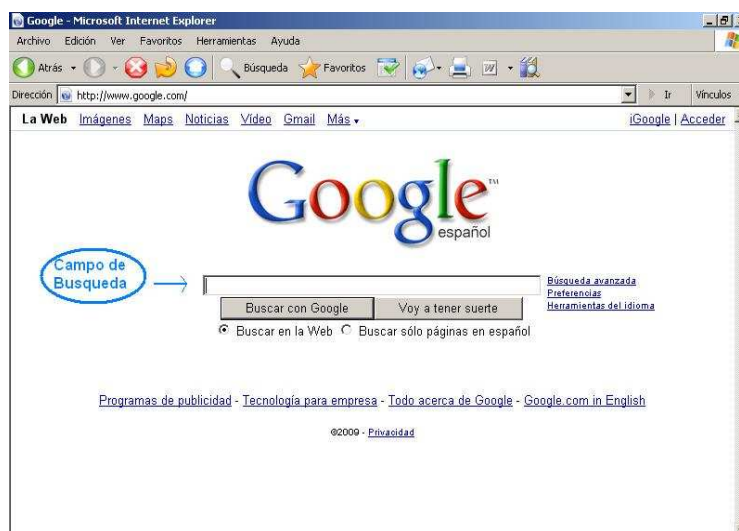 Google - Microsoft Internet Explorer
Archivo Edición Ver Favoritos Herramientas Ayuda
Atrás Búsqueda Favoritos
Dirección http://www.google.com/ Ir Vínculos
La Web Imágenes Maps Noticias Vídeo Gmail Más iGoogle | Acceder
Google™
español
Campo de
Busqueda
Búsqueda avanzada
Preferencias
Herramientas del idioma
Buscar con Google Voy a tener suerte
Buscar en la Web Buscar sólo páginas en español
Programas de publicidad - Tecnología para empresa - Todo acerca de Google - Google.com in English
©2009 - Privacidad